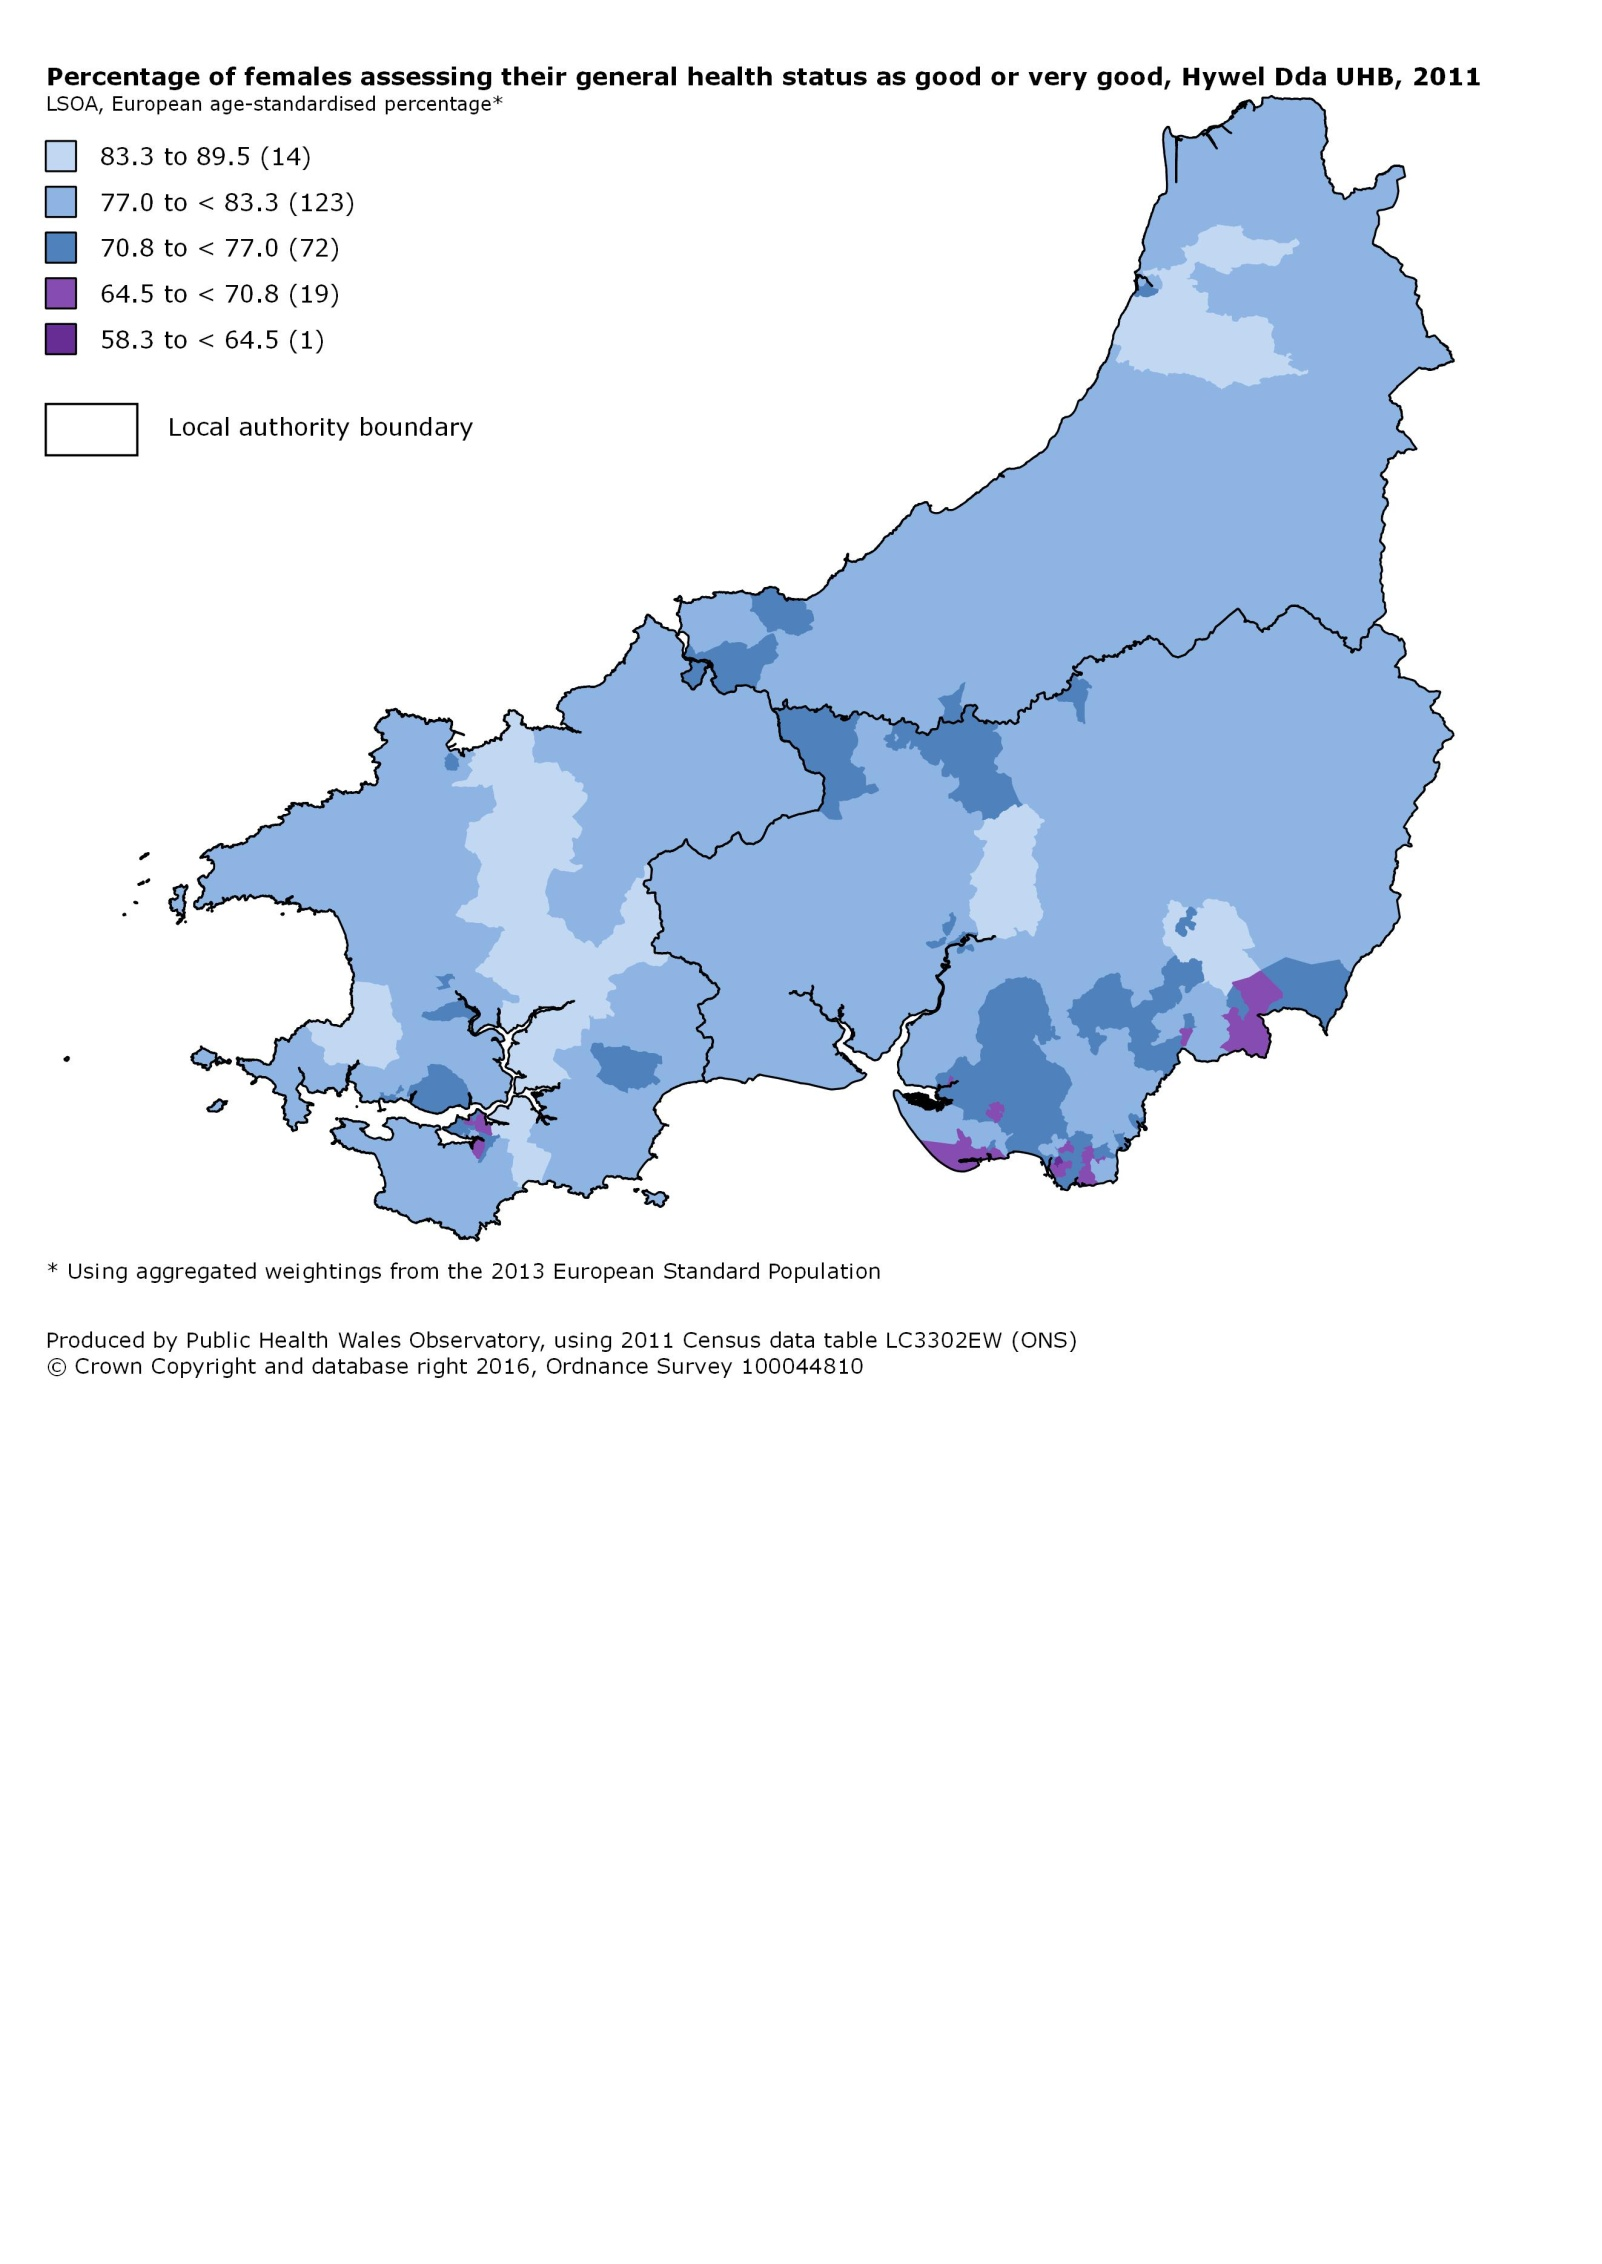 Percentage of females assessing their general health status as good or very good, Hywel Dda UHB, 2011
LSOA, European age-standardised percentage*
83.3 to 89.5 (14)
77.0 to < 83.3 (123)
70.8 to < 77.0 (72)
64.5 to < 70.8 (19)
58.3 to < 64.5 (1)
Local authority boundary
* Using aggregated weightings from the 2013 European Standard Population
Produced by Public Health Wales Observatory, using 2011 Census data table LC3302EW (ONS)
© Crown Copyright and database right 2016, Ordnance Survey 100044810